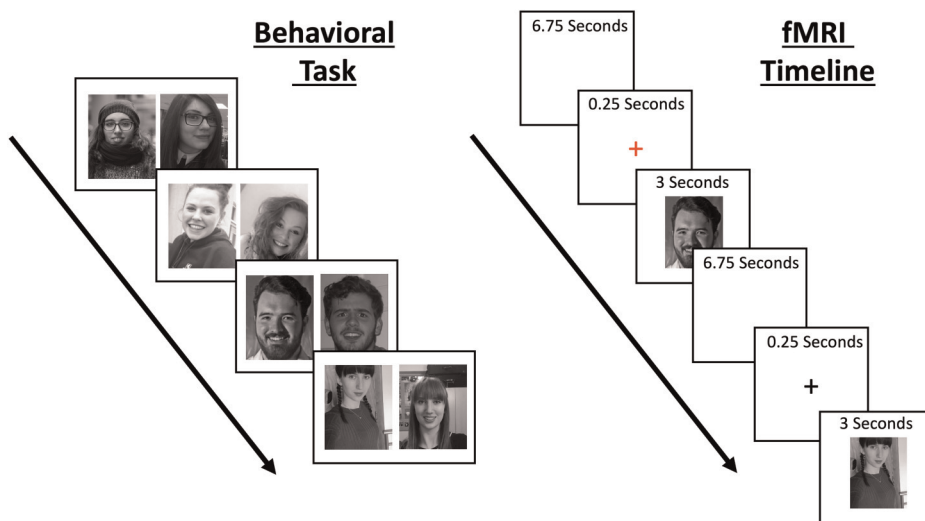 Behavioral
Task
fMRI
Timeline
6.75 Seconds
0.25 Seconds
+
3 Seconds
6.75 Seconds
0.25 Seconds
+
3 Seconds